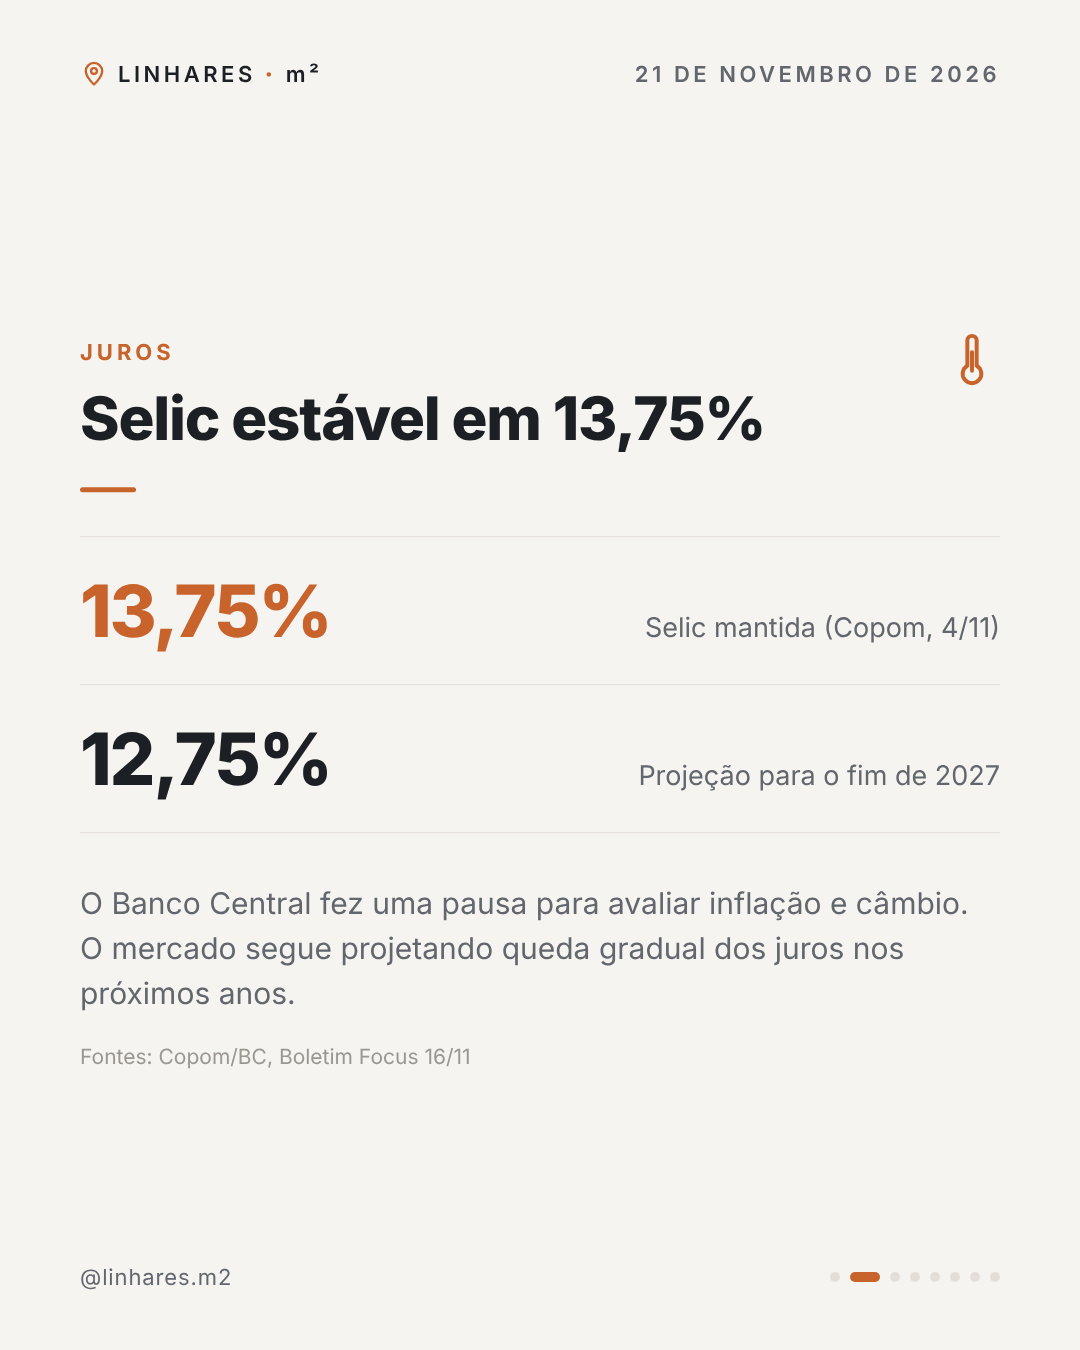 LINHARES · m²
21 DE NOVEMBRO DE 2026
JUROS
Selic estável em 13,75%
13,75%
Selic mantida (Copom, 4/11)
12,75%
Projeção para o fim de 2027
O Banco Central fez uma pausa para avaliar inflação e câmbio.
O mercado segue projetando queda gradual dos juros nos
próximos anos.
Fontes: Copom/BC, Boletim Focus 16/11
@linhares.m2